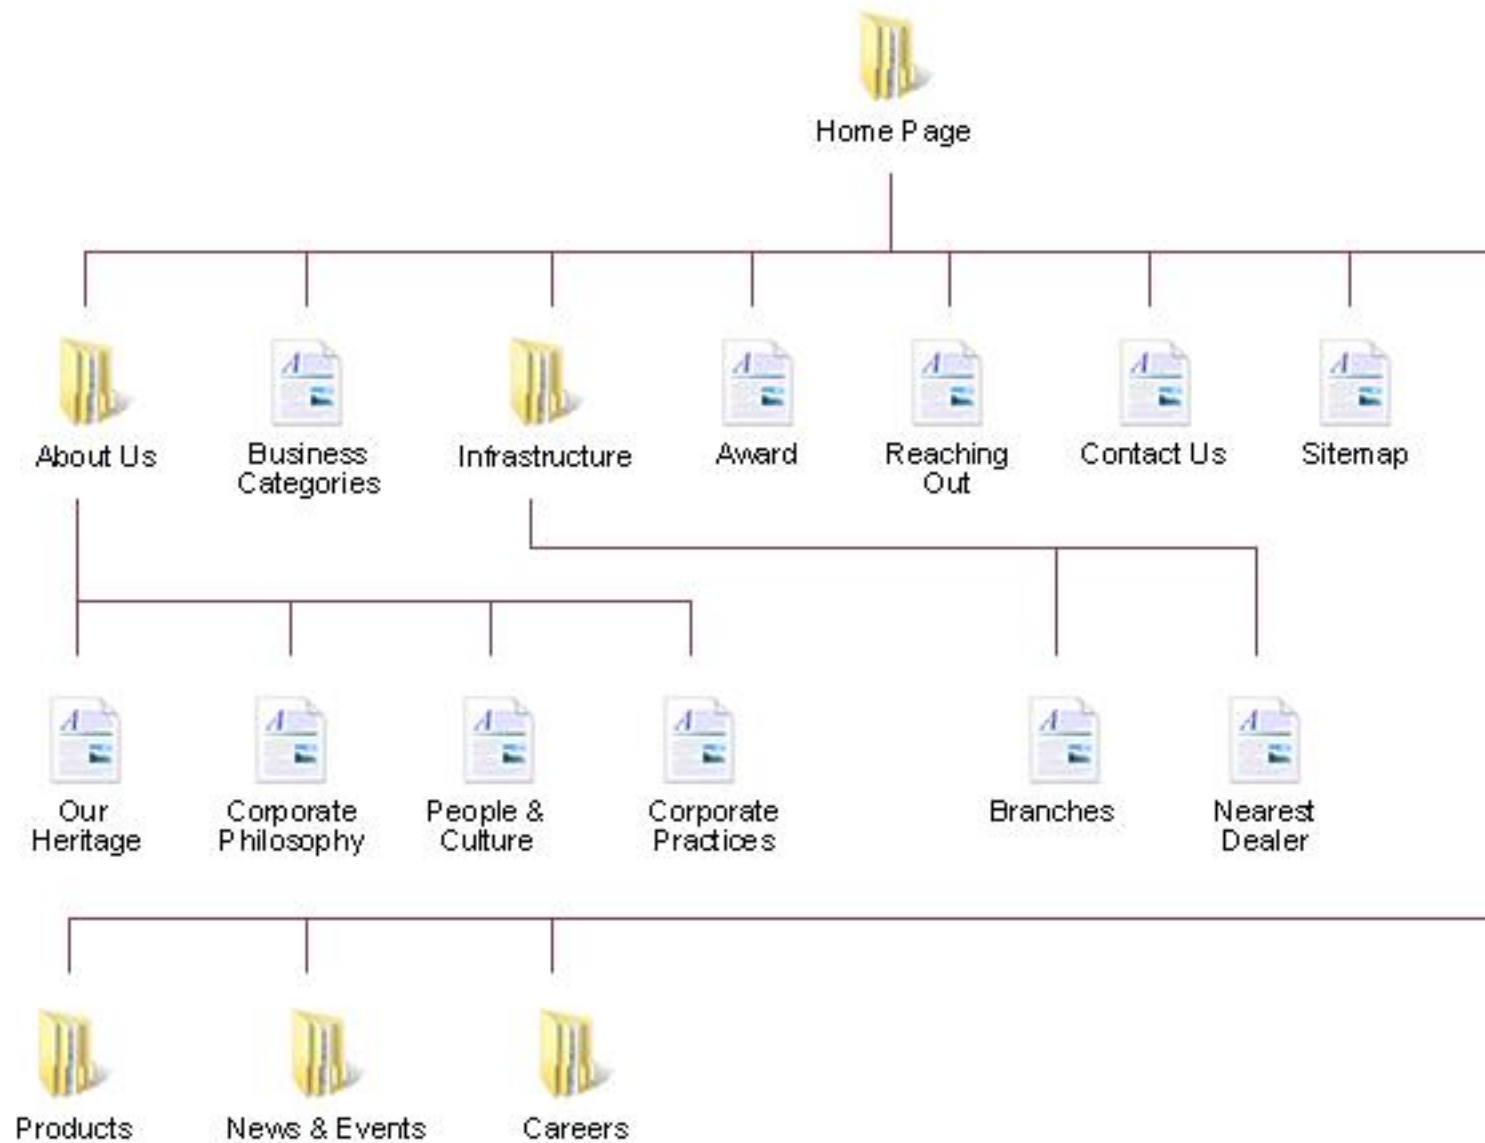 Home Page
About Us
Business
Categories
Infrastructure
Award
Reaching
Out
Contact Us
Sitemap
Our
Heritage
Corporate
Philosophy
People &
Culture
Corporate
Practices
Branches
Nearest
Dealer
Products
News & Events
Careers